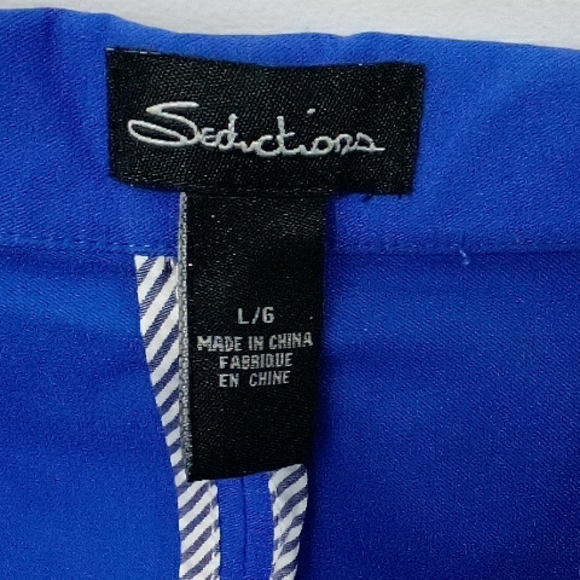 Seductions
L/G
MADE IN CHINA
FABRIQUE
EN CHINE